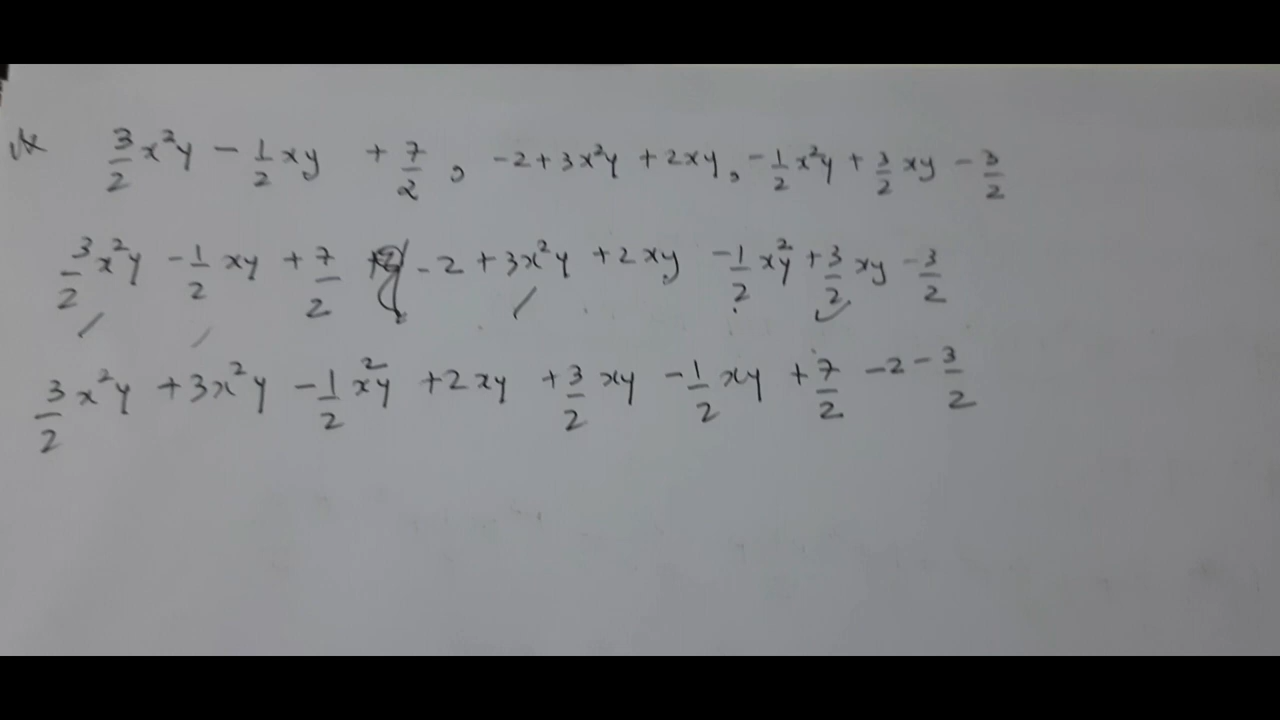 3/2 x²y - 1/2 xy + 7/2, -2 + 3x²y + 2xy, -1/2 x²y + 3/2 xy - 3/2
3/2 x²y - 1/2 xy + 7/2 - 2 + 3x²y + 2xy - 1/2 x²y + 3/2 xy - 3/2
3/2 x²y + 3x²y - 1/2 x²y + 2xy + 3/2 xy - 1/2 xy + 7/2 - 2 - 3/2